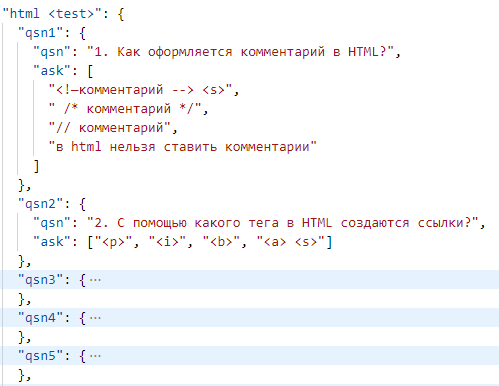 "html <test>": {
"qsn1": {
"qsn": "1. Как оформляется комментарий в HTML?",
"ask": [
"<!—комментарий --> <s>",
" /* комментарий */",
"// комментарий",
"в html нельзя ставить комментарии"
]
},
"qsn2": {
"qsn": "2. С помощью какого тега в HTML создаются ссылки?",
"ask": ["<p>", "<i>", "<b>", "<a> <s>"]
},
"qsn3": { ···
},
"qsn4": { ···
},
"qsn5": { ···
},